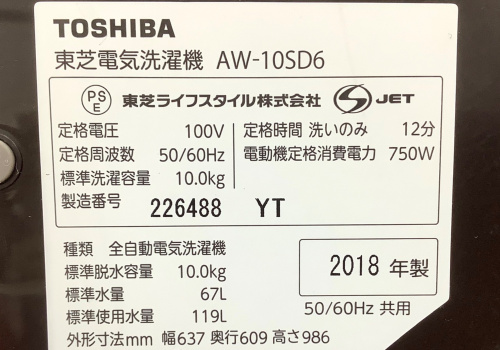 TOSHIBA
東芝電気洗濯機 AW-10SD6
PSE 東芝ライフスタイル株式会社 S JET
定格電圧 100V 定格時間 洗いのみ 12分
定格周波数 50/60Hz 電動機定格消費電力 750W
標準洗濯容量 10.0kg
製造番号 226488 YT
種類 全自動電気洗濯機
標準脱水容量 10.0kg 2018 年製
標準水量 67L
標準使用水量 119L 50/60Hz 共用
外形寸法mm 幅637 奥行609 高さ986